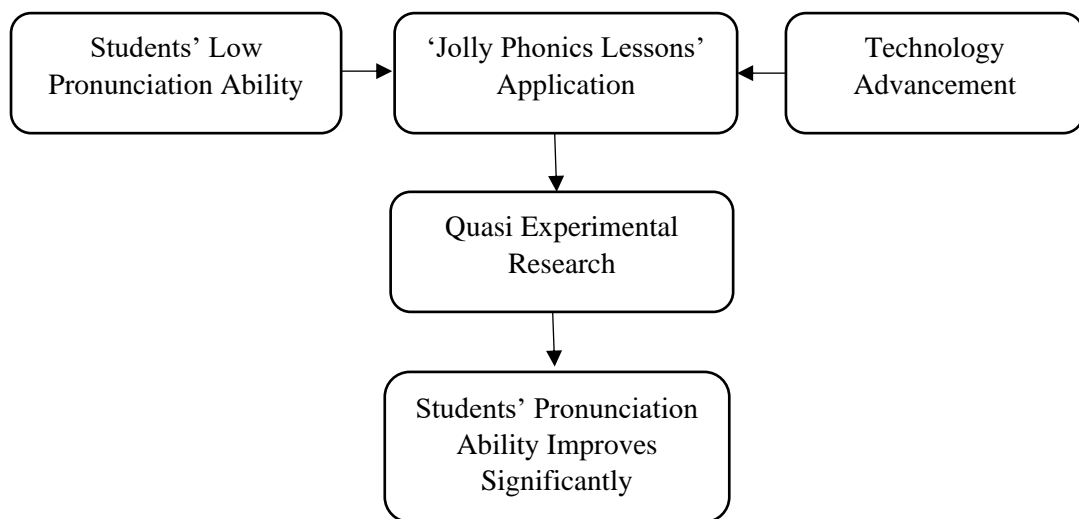 Students’ Low
Pronunciation Ability
‘Jolly Phonics Lessons’
Application
Technology
Advancement
Quasi Experimental
Research
Students’ Pronunciation
Ability Improves
Significantly